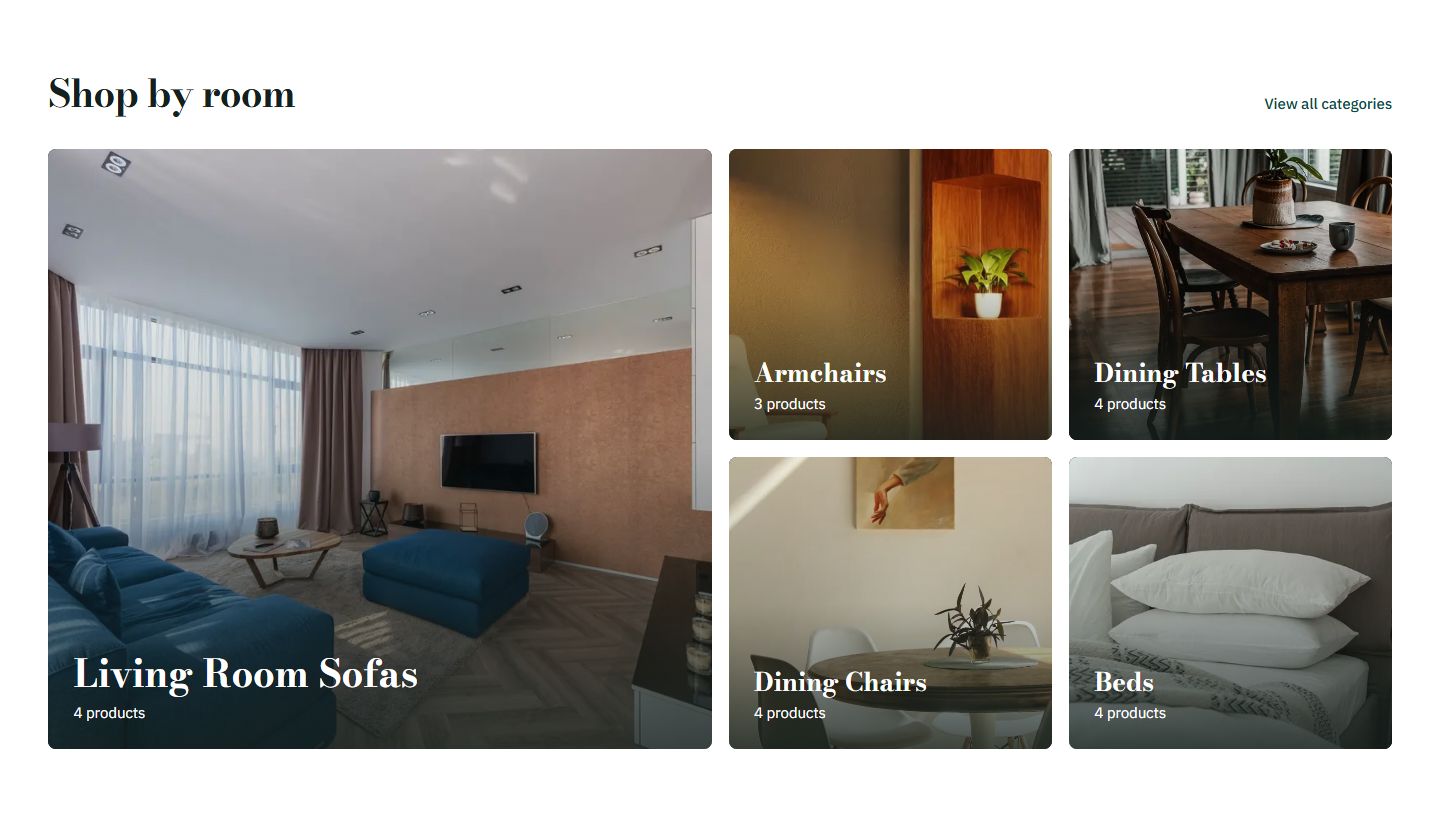 Shop by room
View all categories
Living Room Sofas
4 products
Armchairs
3 products
Dining Tables
4 products
Dining Chairs
4 products
Beds
4 products